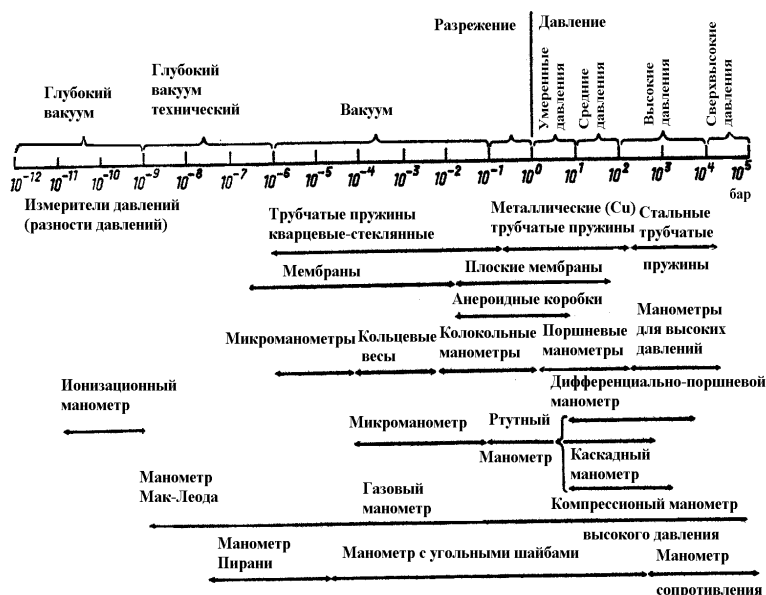 Разрежение
Давление
Глубокий
вакуум
Глубокий
вакуум
технический
Вакуум
Умеренные
давления
Средние
давления
Высокие
давления
Сверхвысокие
давления
10⁻¹² 10⁻¹¹ 10⁻¹⁰ 10⁻⁹ 10⁻⁸ 10⁻⁷ 10⁻⁶ 10⁻⁵ 10⁻⁴ 10⁻³ 10⁻² 10⁻¹ 10⁰ 10¹ 10² 10³ 10⁴ 10⁵
бар
Измерители давлений
(разности давлений)
Трубчатые пружины
кварцевые-стеклянные
Металлические (Cu)
трубчатые пружины
Стальные
трубчатые
пружины
Мембраны
Плоские мембраны
Анероидные коробки
Микроманометры
Кольцевые
весы
Колокольные
манометры
Поршневые
манометры
Манометры
для высоких
давлений
Ионизационный
манометр
Дифференциально-поршневой
манометр
Микроманометр
Ртутный
Манометр
Каскадный
манометр
Манометр
Мак-Леода
Газовый
манометр
Компрессионый манометр
высокого давления
Манометр
Пирани
Манометр с угольными шайбами
Манометр
сопротивления